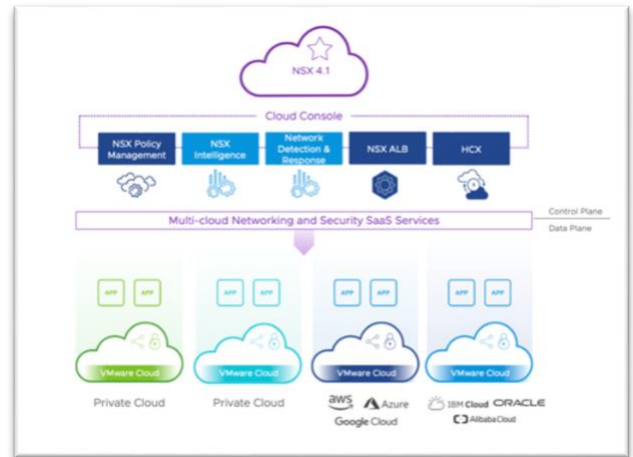 NSX 4.1
Cloud Console
NSX Policy
Management
NSX
Intelligence
Network
Detection &
Response
NSX ALB
HCX
Multi-cloud Networking and Security SaaS Services
Control Plane
Data Plane
APP APP APP APP APP APP APP APP
VMware Cloud VMware Cloud VMware Cloud VMware Cloud
Private Cloud Private Cloud
aws Azure
Google Cloud
IBM Cloud ORACLE
Alibaba Cloud